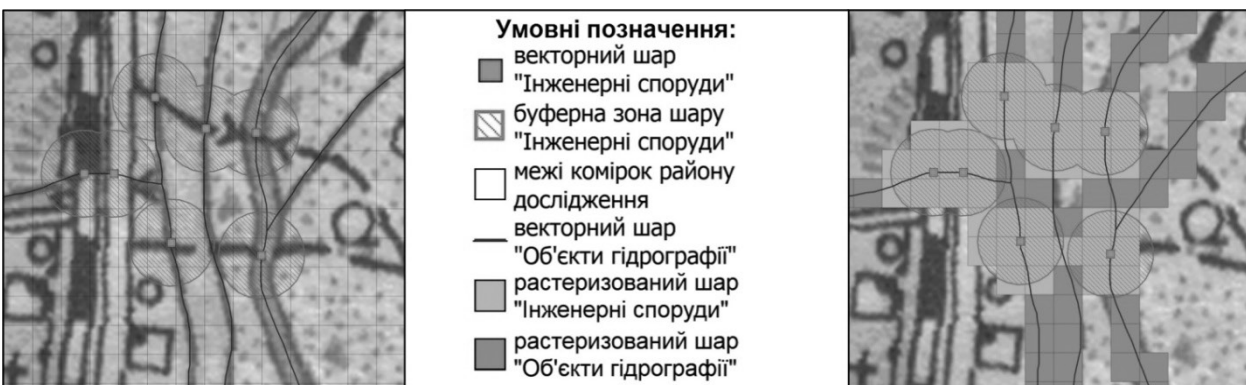 Умовні позначення:
векторний шар
"Інженерні споруди"
буферна зона шару
"Інженерні споруди"
межі комірок району
дослідження
векторний шар
"Об'єкти гідрографії"
растеризований шар
"Інженерні споруди"
растеризований шар
"Об'єкти гідрографії"